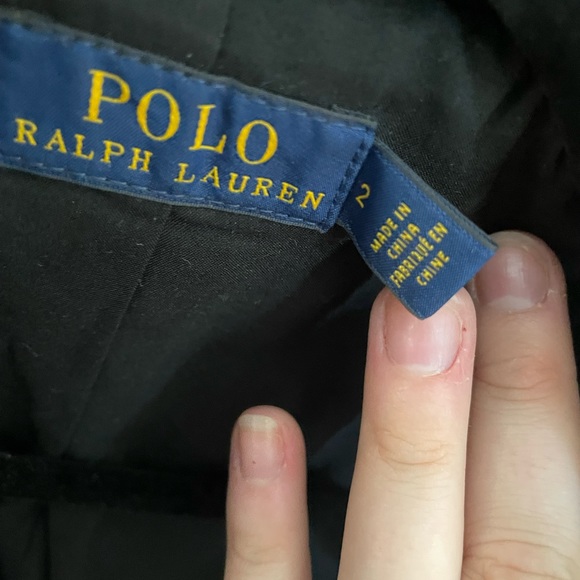 POLO
RALPH LAUREN
2
MADE IN
CHINA
FABRIQUÉ EN
CHINE